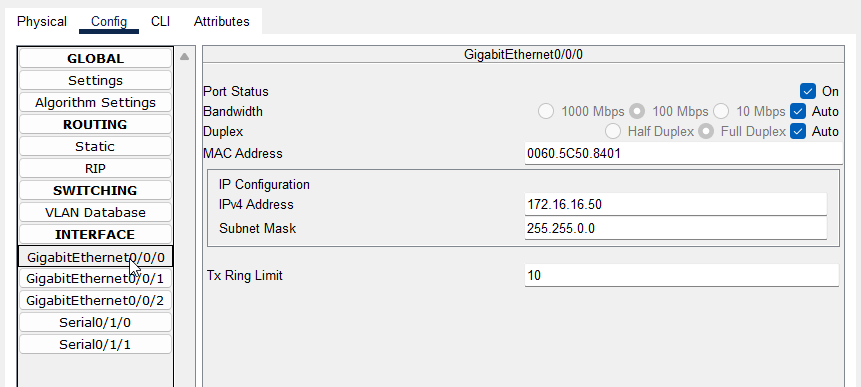 Physical Config CLI Attributes
GLOBAL
Settings
Algorithm Settings
ROUTING
Static
RIP
SWITCHING
VLAN Database
INTERFACE
GigabitEthernet0/0/0
GigabitEthernet0/0/1
GigabitEthernet0/0/2
Serial0/1/0
Serial0/1/1
GigabitEthernet0/0/0
Port Status On
Bandwidth 1000 Mbps 100 Mbps 10 Mbps Auto
Duplex Half Duplex Full Duplex Auto
MAC Address 0060.5C50.8401
IP Configuration
IPv4 Address 172.16.16.50
Subnet Mask 255.255.0.0
Tx Ring Limit 10